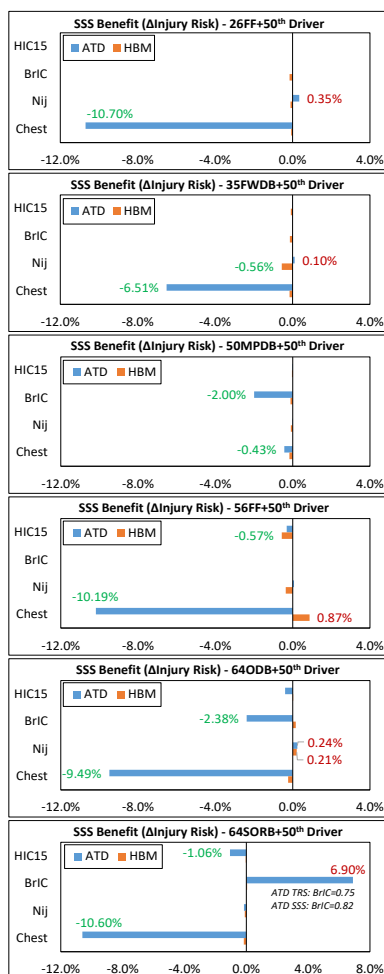 SSS Benefit (ΔInjury Risk) - 26FF+50th Driver
ATD HBM
HIC15
BrIC
Nij 0.35%
Chest -10.70%
-12.0% -8.0% -4.0% 0.0% 4.0%
SSS Benefit (ΔInjury Risk) - 35FWDB+50th Driver
HIC15
ATD HBM
BrIC
Nij -0.56% 0.10%
Chest -6.51%
-12.0% -8.0% -4.0% 0.0% 4.0%
SSS Benefit (ΔInjury Risk) - 50MPDB+50th Driver
HIC15
ATD HBM
BrIC -2.00%
Nij
Chest -0.43%
-12.0% -8.0% -4.0% 0.0% 4.0%
SSS Benefit (ΔInjury Risk) - 56FF+50th Driver
HIC15
ATD HBM -0.57%
BrIC
Nij
-10.19%
Chest 0.87%
-12.0% -8.0% -4.0% 0.0% 4.0%
SSS Benefit (ΔInjury Risk) - 64ODB+50th Driver
HIC15
ATD HBM
BrIC -2.38%
Nij 0.24%
0.21%
Chest -9.49%
-12.0% -8.0% -4.0% 0.0% 4.0%
SSS Benefit (ΔInjury Risk) - 64SORB+50th Driver
HIC15 -1.06%
ATD HBM
6.90%
BrIC
ATD TRS: BrIC=0.75
ATD SSS: BrIC=0.82
Nij
-10.60%
Chest
-12.0% -8.0% -4.0% 0.0% 4.0% 8.0%